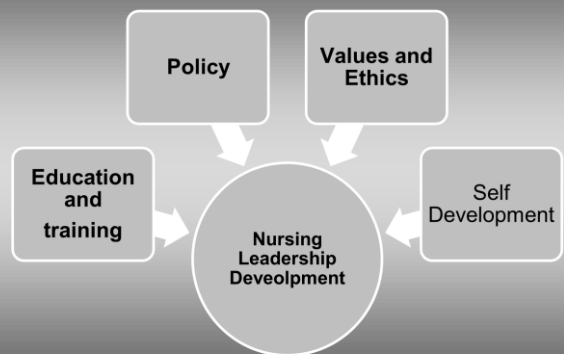 Policy
Values and
Ethics
Education
and
training
Self
Development
Nursing
Leadership
Deveolpment